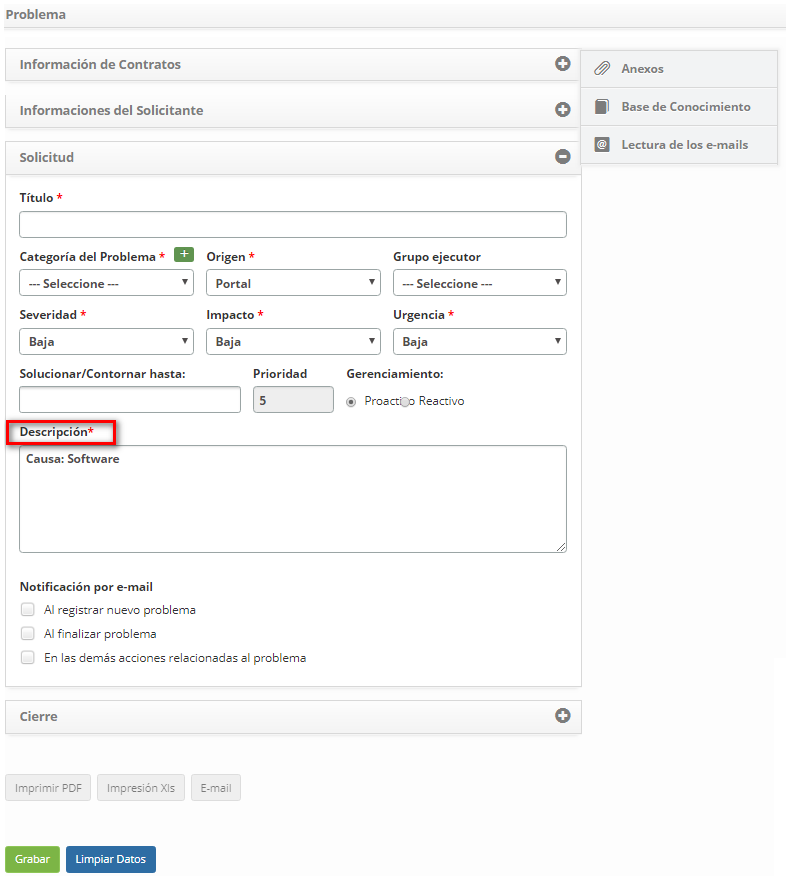 Problema
Información de Contratos
Anexos
Informaciones del Solicitante
Base de Conocimiento
Lectura de los e-mails
Solicitud
Título *
Categoría del Problema * + Origen * Grupo ejecutor
--- Seleccione --- Portal --- Seleccione ---
Severidad * Impacto * Urgencia *
Baja Baja Baja
Solucionar/Contornar hasta: Prioridad Gerenciamiento:
5 Proactivo Reactivo
Descripción*
Causa: Software
Notificación por e-mail
Al registrar nuevo problema
Al finalizar problema
En las demás acciones relacionadas al problema
Cierre
Imprimir PDF Impresión Xls E-mail
Grabar Limpiar Datos